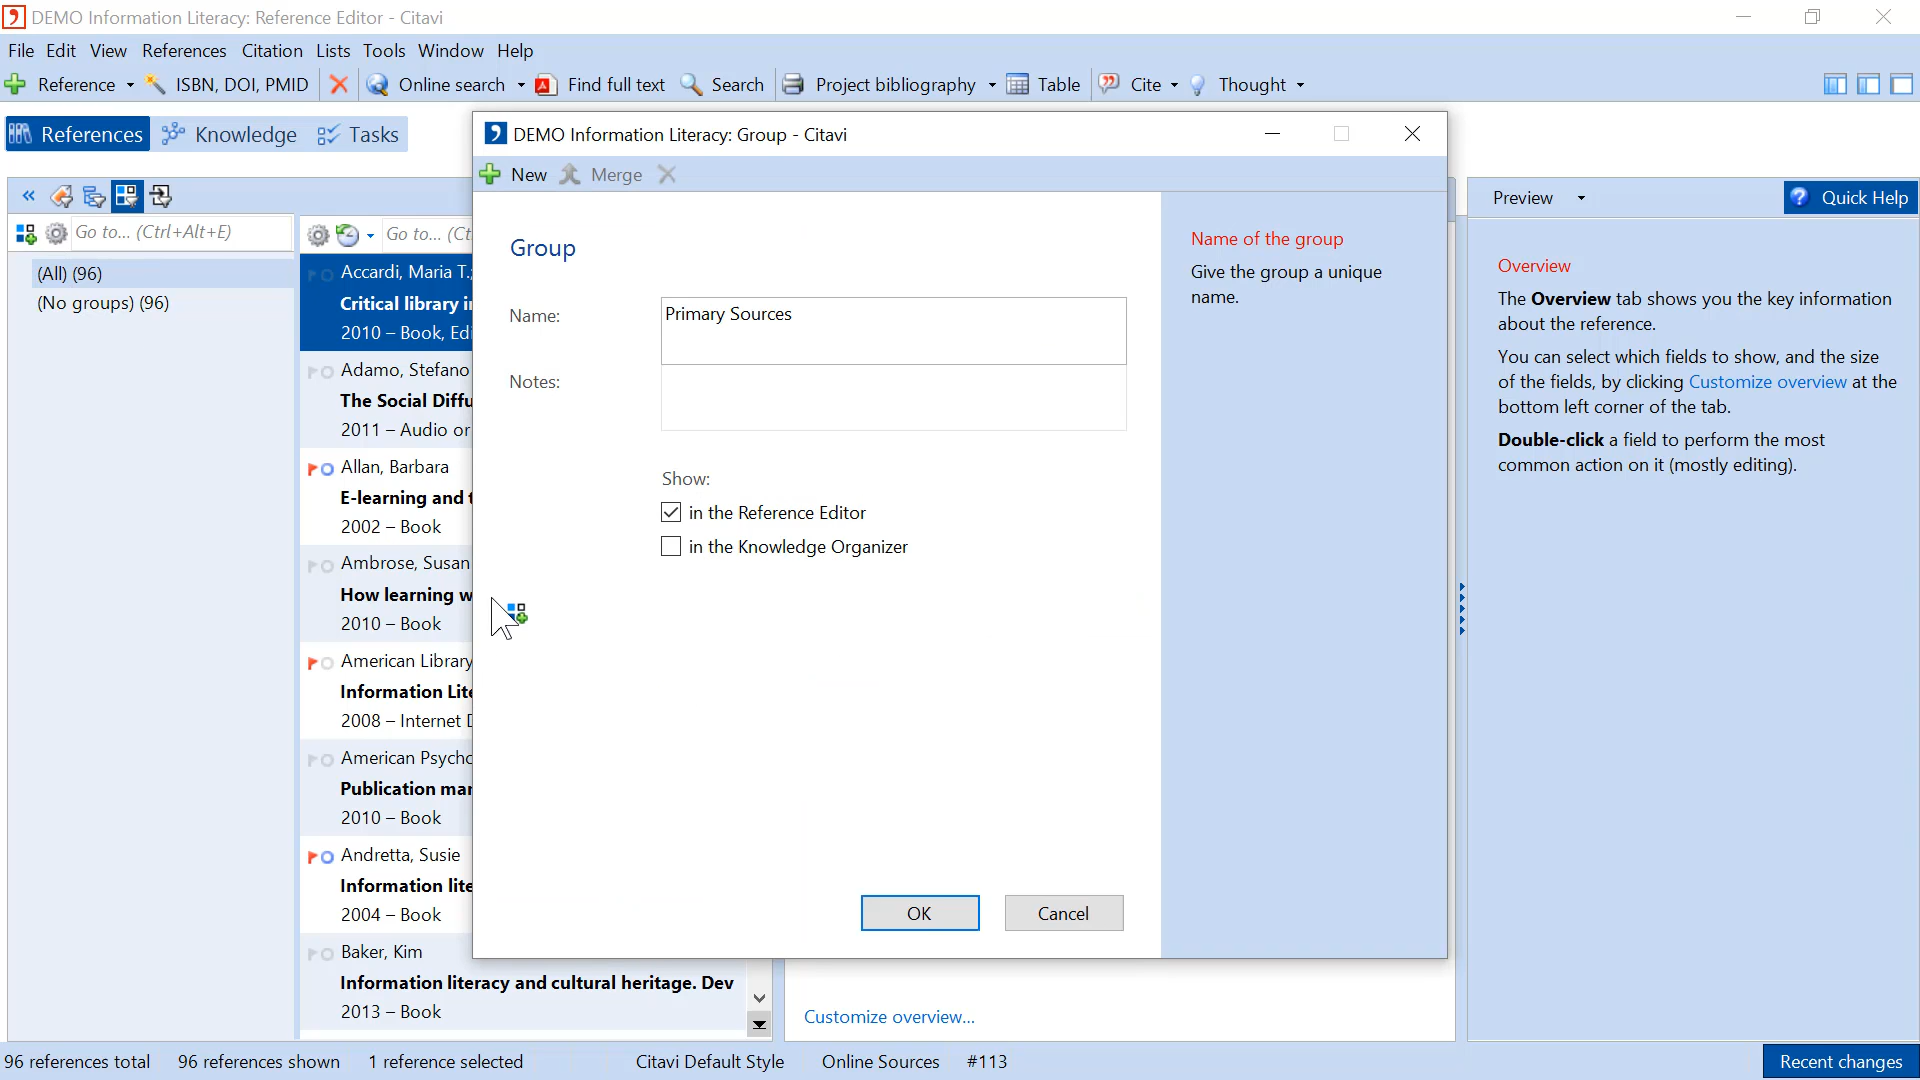 DEMO Information Literacy: Reference Editor - Citavi
File Edit View References Citation Lists Tools Window Help
Reference ISBN, DOI, PMID Online search Find full text Search Project bibliography Table Cite Thought
References Knowledge Tasks
DEMO Information Literacy: Group - Citavi
New Merge
Go to... (Ctrl+Alt+E)
(All) (96)
(No groups) (96)
Go to... (Ct
Accardi, Maria T.;
Critical library i
2010 – Book, Edi
Adamo, Stefano
The Social Diffu
2011 – Audio or
Allan, Barbara
E-learning and t
2002 – Book
Ambrose, Susan
How learning w
2010 – Book
American Library
Information Lite
2008 – Internet D
American Psycho
Publication man
2010 – Book
Andretta, Susie
Information lite
2004 – Book
Baker, Kim
Information literacy and cultural heritage. Dev
2013 – Book
Group
Name:
Primary Sources
Notes:
Show:
in the Reference Editor
in the Knowledge Organizer
OK Cancel
Name of the group
Give the group a unique
name.
Preview Quick Help
Overview
The Overview tab shows you the key information
about the reference.
You can select which fields to show, and the size
of the fields, by clicking Customize overview at the
bottom left corner of the tab.
Double-click a field to perform the most
common action on it (mostly editing).
Customize overview...
96 references total 96 references shown 1 reference selected Citavi Default Style Online Sources #113
Recent changes